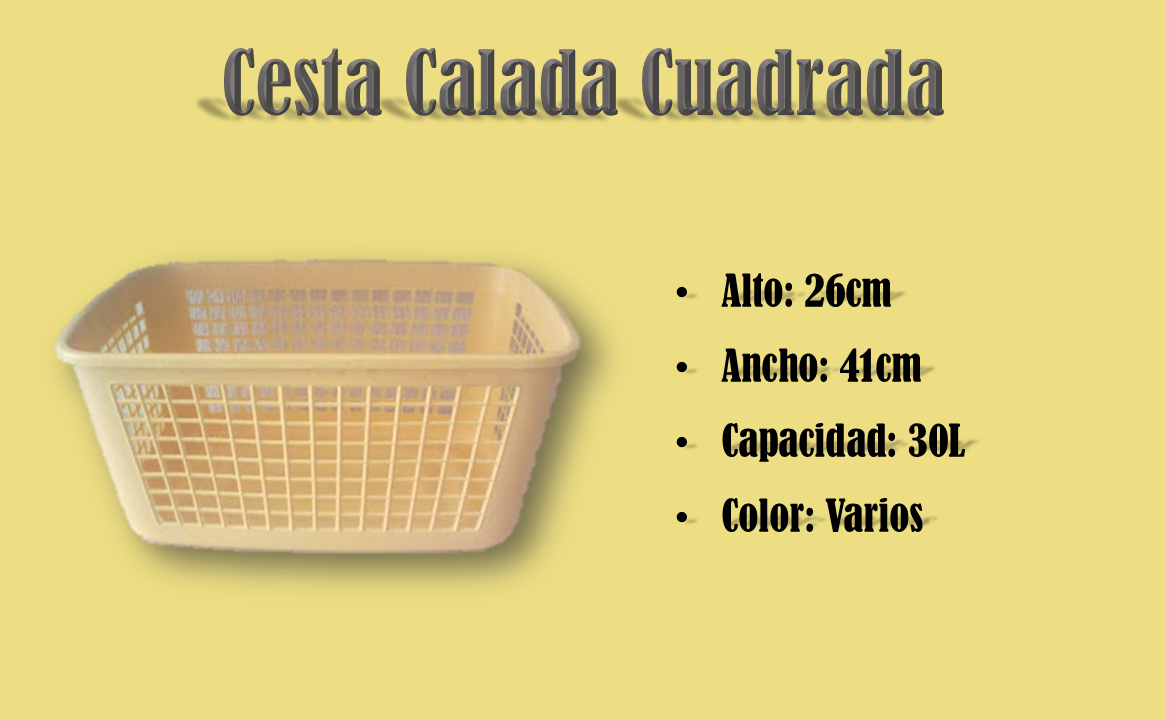 Cesta Calada Cuadrada
• Alto: 26cm
• Ancho: 41cm
• Capacidad: 30L
• Color: Varios